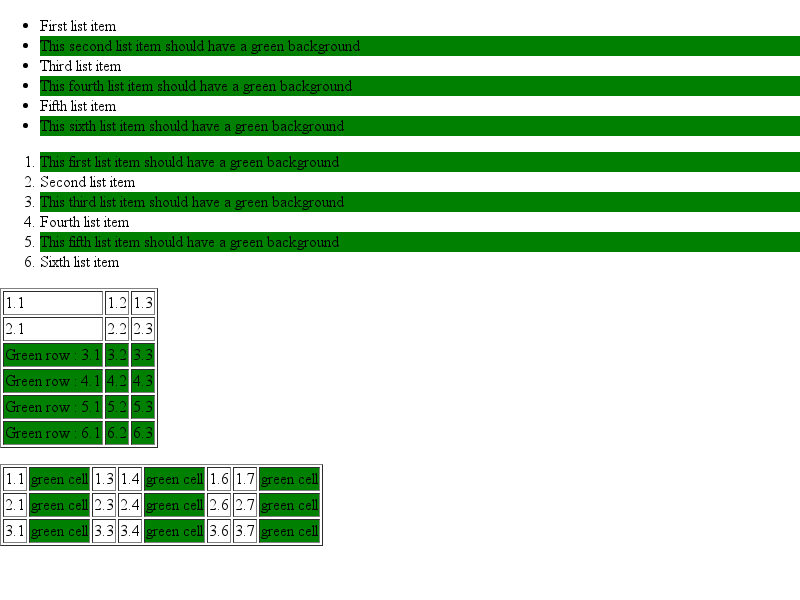 • First list item
• This second list item should have a green background
• Third list item
• This fourth list item should have a green background
• Fifth list item
• This sixth list item should have a green background
1. This first list item should have a green background
2. Second list item
3. This third list item should have a green background
4. Fourth list item
5. This fifth list item should have a green background
6. Sixth list item
1.1 1.2 1.3
2.1 2.2 2.3
Green row : 3.1 3.2 3.3
Green row : 4.1 4.2 4.3
Green row : 5.1 5.2 5.3
Green row : 6.1 6.2 6.3
1.1 green cell 1.3 1.4 green cell 1.6 1.7 green cell
2.1 green cell 2.3 2.4 green cell 2.6 2.7 green cell
3.1 green cell 3.3 3.4 green cell 3.6 3.7 green cell